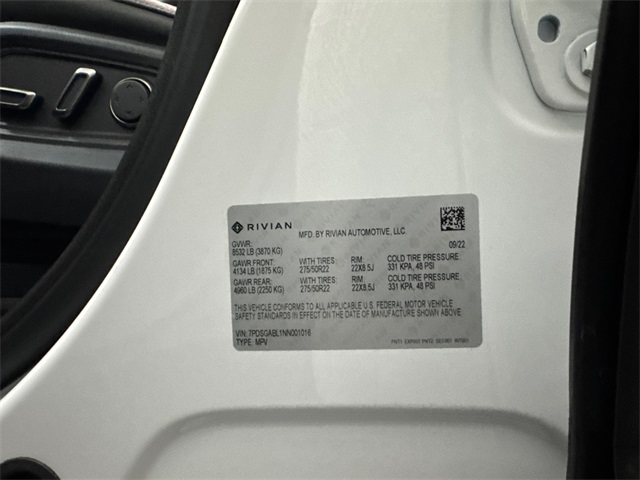 RIVIAN MFD. BY RIVIAN AUTOMOTIVE, LLC.
GVWR: 09/22
8532 LB (3870 KG)
GAWR FRONT: WITH TIRES: RIM COLD TIRE PRESSURE:
4134 LB (1875 KG) 275/50R22 22X8.5J 331 KPA, 48 PSI
GAWR REAR: WITH TIRES: RIM COLD TIRE PRESSURE:
4960 LB (2250 KG) 275/50R22 22X8.5J 331 KPA, 48 PSI
THIS VEHICLE CONFORMS TO ALL APPLICABLE U.S. FEDERAL MOTOR VEHICLE
SAFETY STANDARDS IN EFFECT ON THE DATE OF MANUFACTURE SHOWN ABOVE
VIN: 7PDSGABL1NN001016
TYPE: MPV